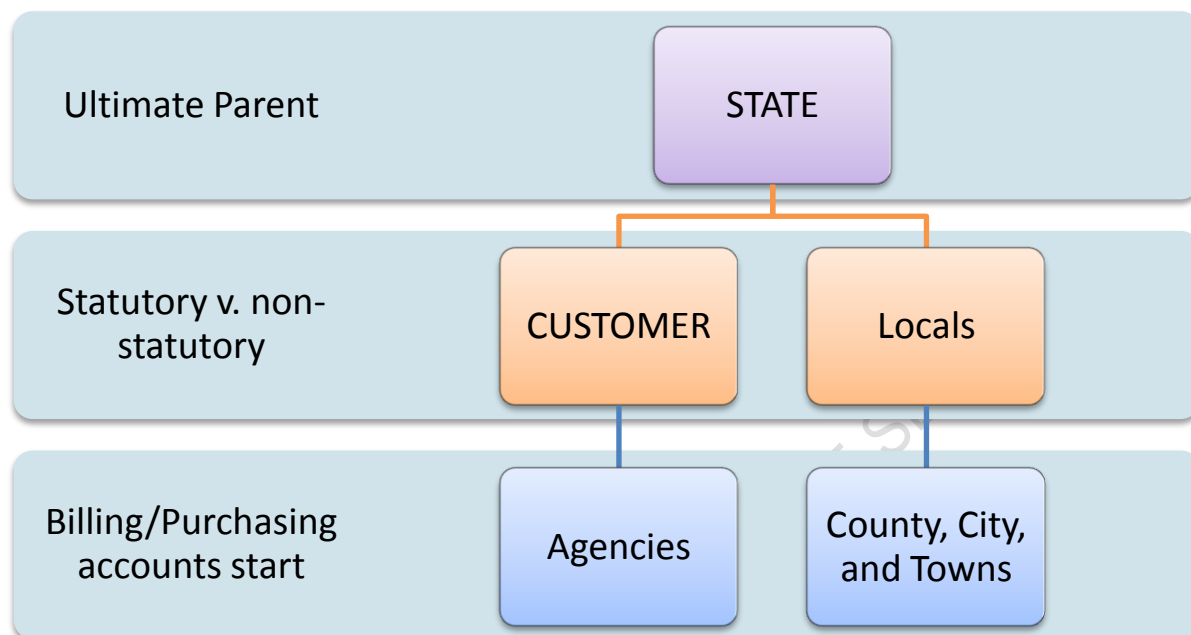 Ultimate Parent
STATE
Statutory v. non-
statutory
CUSTOMER
Locals
Billing/Purchasing
accounts start
Agencies
County, City,
and Towns